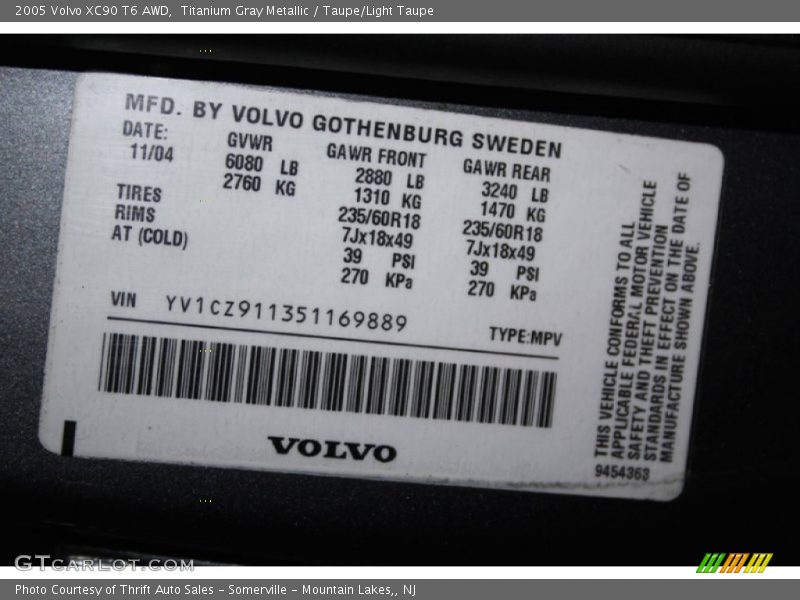 2005 Volvo XC90 T6 AWD,  Titanium Gray Metallic / Taupe/Light Taupe
MFD. BY VOLVO GOTHENBURG SWEDEN
DATE: GVWR GAWR FRONT GAWR REAR
11/04 6080 LB 2880 LB 3240 LB
2760 KG 1310 KG 1470 KG
TIRES 235/60R18 235/60R18
RIMS 7Jx18x49 7Jx18x49
AT (COLD) 39 PSI 39 PSI
270 KPa 270 KPa
VIN YV1CZ911351169889
TYPE:MPV
VOLVO
THIS VEHICLE CONFORMS TO ALL
APPLICABLE FEDERAL MOTOR VEHICLE
SAFETY AND THEFT PREVENTION
STANDARDS IN EFFECT ON THE DATE OF
MANUFACTURE SHOWN ABOVE.
9454363
GTCARLOT.COM
Photo Courtesy of Thrift Auto Sales – Somerville – Mountain Lakes,, NJ